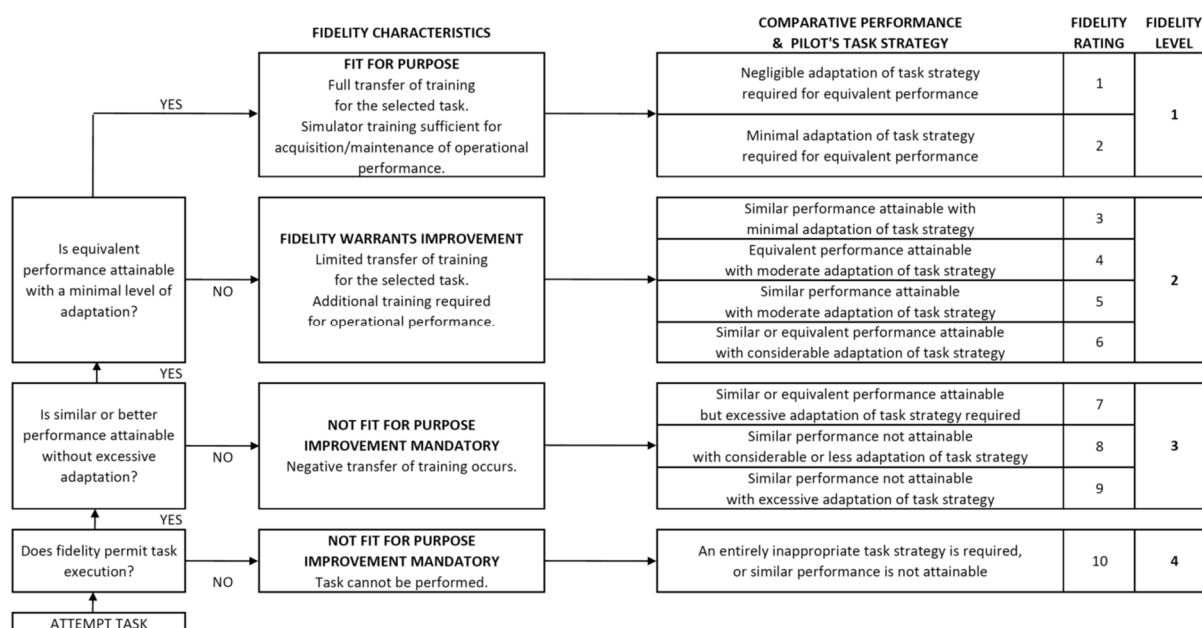 FIDELITY CHARACTERISTICS
COMPARATIVE PERFORMANCE
& PILOT'S TASK STRATEGY
FIDELITY
RATING
FIDELITY
LEVEL
YES
FIT FOR PURPOSE
Full transfer of training
for the selected task.
Simulator training sufficient for
acquisition/maintenance of operational
performance.
Negligible adaptation of task strategy
required for equivalent performance
1
Minimal adaptation of task strategy
required for equivalent performance
2
1
Is equivalent
performance attainable
with a minimal level of
adaptation?
NO
FIDELITY WARRANTS IMPROVEMENT
Limited transfer of training
for the selected task.
Additional training required
for operational performance.
Similar performance attainable with
minimal adaptation of task strategy
3
Equivalent performance attainable
with moderate adaptation of task strategy
4
Similar performance attainable
with moderate adaptation of task strategy
5
Similar or equivalent performance attainable
with considerable adaptation of task strategy
6
2
YES
Is similar or better
performance attainable
without excessive
adaptation?
NO
NOT FIT FOR PURPOSE
IMPROVEMENT MANDATORY
Negative transfer of training occurs.
Similar or equivalent performance attainable
but excessive adaptation of task strategy required
7
Similar performance not attainable
with considerable or less adaptation of task strategy
8
Similar performance not attainable
with excessive adaptation of task strategy
9
3
YES
Does fidelity permit task
execution?
NO
NOT FIT FOR PURPOSE
IMPROVEMENT MANDATORY
Task cannot be performed.
An entirely inappropriate task strategy is required,
or similar performance is not attainable
10
4
ATTEMPT TASK